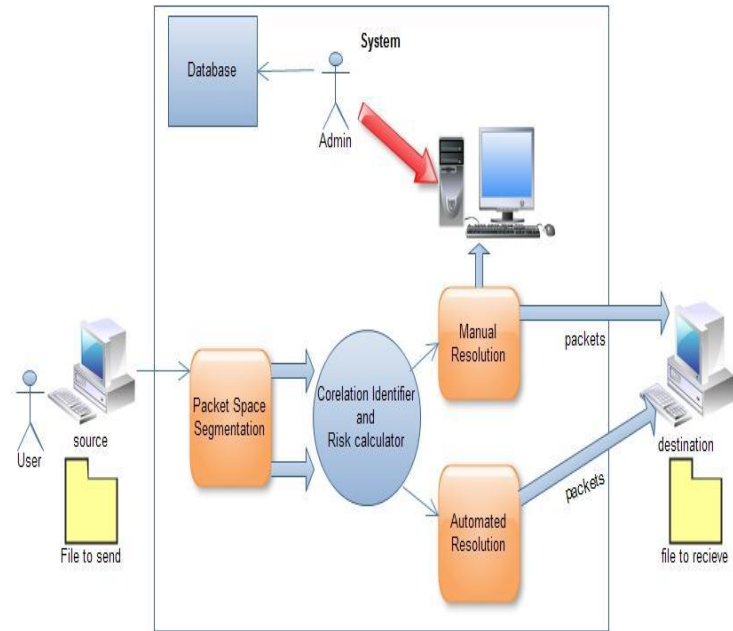 System
Database
Admin
Manual
Resolution
packets
Packet Space
Segmentation
Corelation Identifier
and
Risk calculator
source
User
destination
packets
Automated
Resolution
File to send
file to recieve